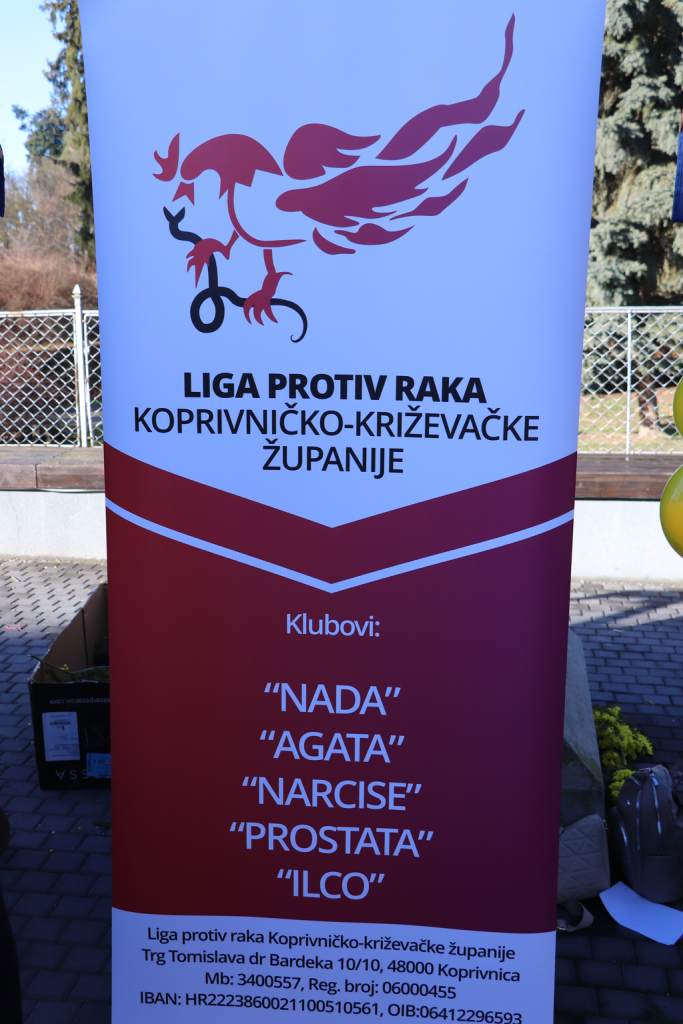 LIGA PROTIV RAKA
KOPRIVNIČKO-KRIŽEVAČKE
ŽUPANIJE
Klubovi:
“NADA”
“AGATA”
“NARCISE”
“PROSTATA”
“ILCO”
Liga protiv raka Koprivničko-križevačke županije
Trg Tomislava dr Bardeka 10/10, 48000 Koprivnica
Mb: 3400557, Reg. broj: 06000455
IBAN: HR2223860021100510561, OIB:06412296593